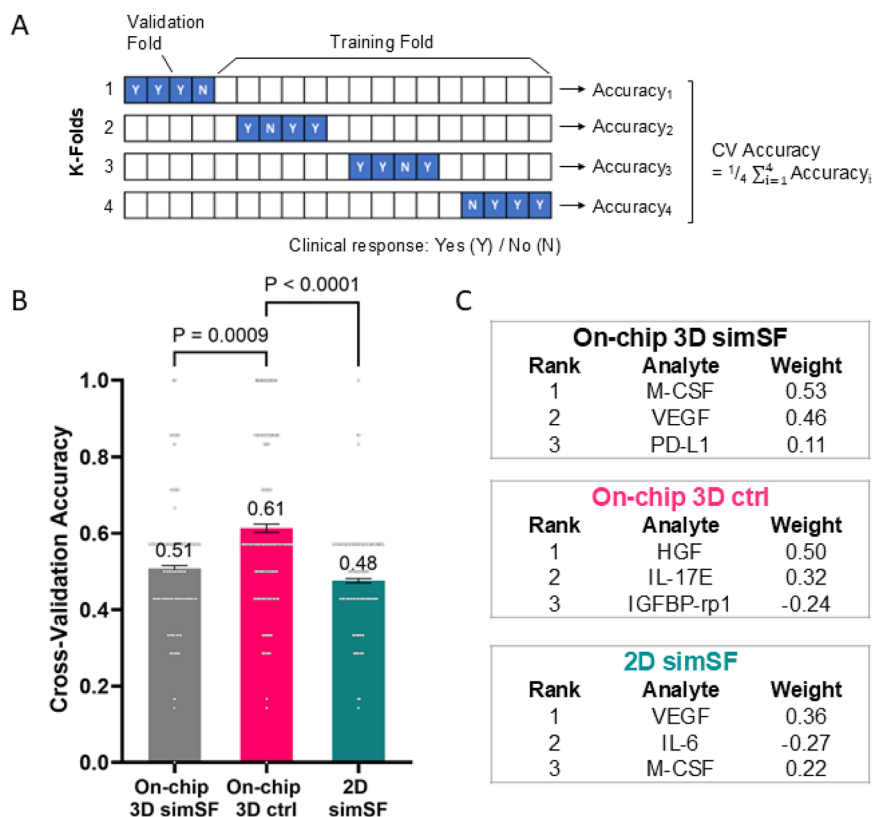 A
Validation
Fold
Training Fold
K-Folds
1 Y Y Y N Accuracy1
2 Y N Y Y Accuracy2
3 Y Y N Y Accuracy3
4 N Y Y Y Accuracy4
CV Accuracy
= 1/4 ∑4i=1 Accuracyi
Clinical response: Yes (Y) / No (N)
B
P < 0.0001
P = 0.0009
Cross-Validation Accuracy
1.0
0.8
0.6
0.4
0.2
0.0
0.51
0.61
0.48
On-chip 3D simSF
On-chip 3D ctrl
2D simSF
C
On-chip 3D simSF
Rank Analyte Weight
1 M-CSF 0.53
2 VEGF 0.46
3 PD-L1 0.11
On-chip 3D ctrl
Rank Analyte Weight
1 HGF 0.50
2 IL-17E 0.32
3 IGFBP-rp1 -0.24
2D simSF
Rank Analyte Weight
1 VEGF 0.36
2 IL-6 -0.27
3 M-CSF 0.22